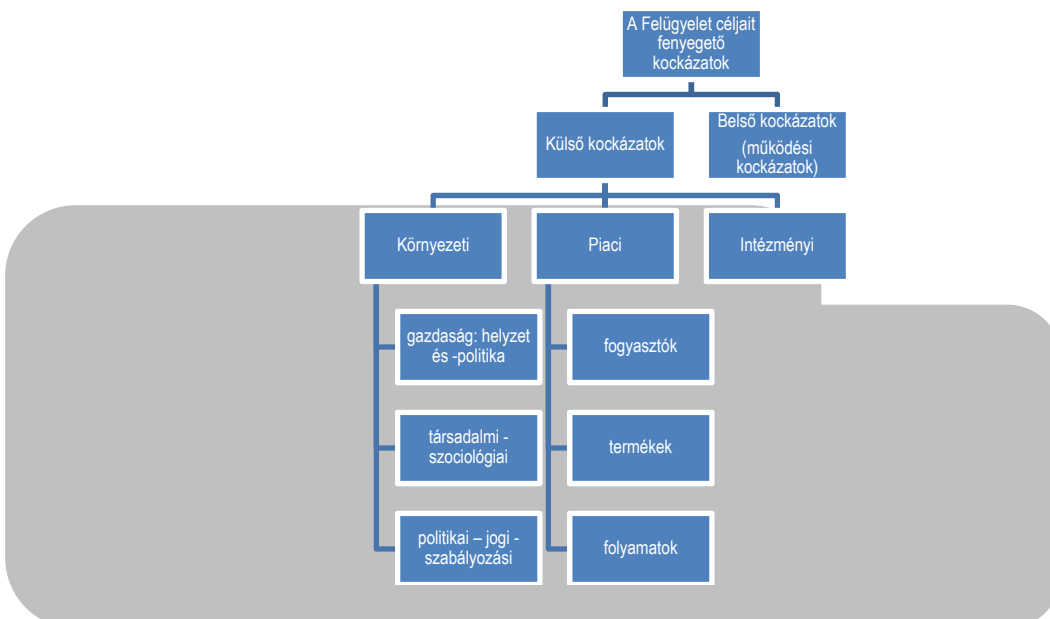 A Felügyelet céljait
fenyegető
kockázatok
Külső kockázatok
Belső kockázatok
(működési
kockázatok)
Környezeti
Piaci
Intézményi
gazdaság: helyzet
és -politika
társadalmi -
szociológiai
politikai – jogi -
szabályozási
fogyasztók
termékek
folyamatok